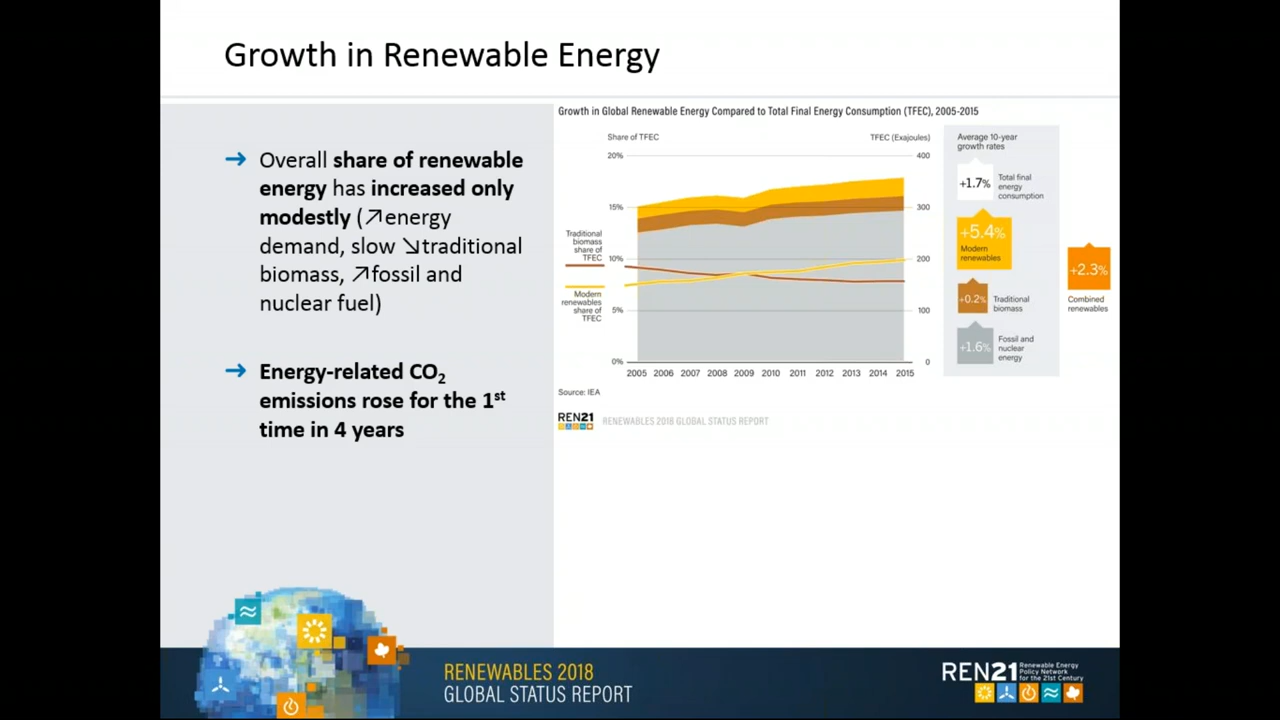 Growth in Renewable Energy
→ Overall share of renewable
energy has increased only
modestly (↗energy
demand, slow ↘traditional
biomass, ↗fossil and
nuclear fuel)
→ Energy-related CO₂
emissions rose for the 1st
time in 4 years
Growth in Global Renewable Energy Compared to Total Final Energy Consumption (TFEC), 2005-2015
Share of TFEC
TFEC (Exajoules)
20%
15%
10%
5%
0%
400
300
200
100
0
Traditional
biomass
share of
TFEC
Modern
renewables
share of
TFEC
2005 2006 2007 2008 2009 2010 2011 2012 2013 2014 2015
Average 10-year
growth rates
+1.7%
Total final
energy
consumption
+5.4%
Modern
renewables
+0.2%
Traditional
biomass
+1.6%
Fossil and
nuclear
energy
+2.3%
Combined
renewables
Source: IEA
REN21 RENEWABLES 2018 GLOBAL STATUS REPORT
RENEWABLES 2018
GLOBAL STATUS REPORT
REN21
Renewable Energy
Policy Network
for the 21st Century